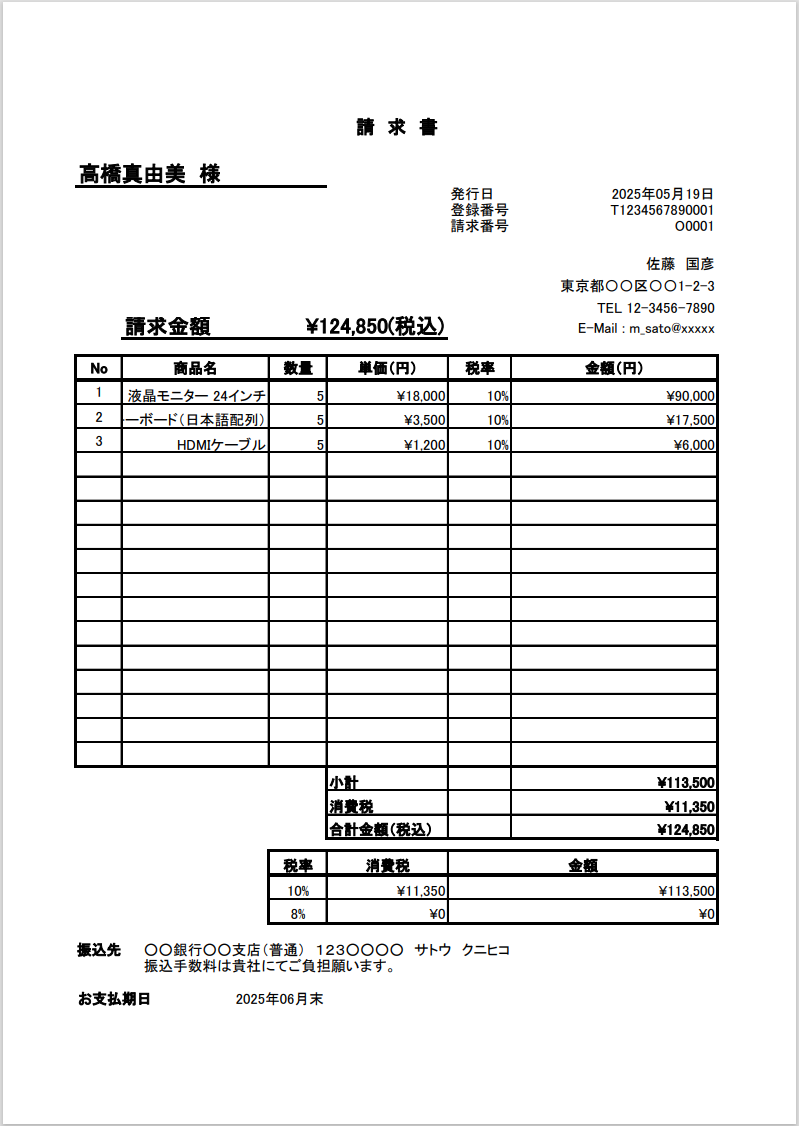 請 求 書
高橋真由美 様
発行日 2025年05月19日
登録番号 T1234567890001
請求番号 O0001
佐藤 国彦
東京都〇〇区〇〇1-2-3
TEL 12-3456-7890
E-Mail : m_sato@xxxxx
請求金額 ¥124,850(税込)
No 商品名 数量 単価(円) 税率 金額(円)
1 液晶モニター 24インチ 5 ¥18,000 10% ¥90,000
2 ーボード(日本語配列) 5 ¥3,500 10% ¥17,500
3 HDMIケーブル 5 ¥1,200 10% ¥6,000
小計 ¥113,500
消費税 ¥11,350
合計金額(税込) ¥124,850
税率 消費税 金額
10% ¥11,350 ¥113,500
8% ¥0 ¥0
振込先 〇〇銀行〇〇支店(普通) 123〇〇〇〇 サトウ クニヒコ
振込手数料は貴社にてご負担願います。
お支払期日 2025年06月末